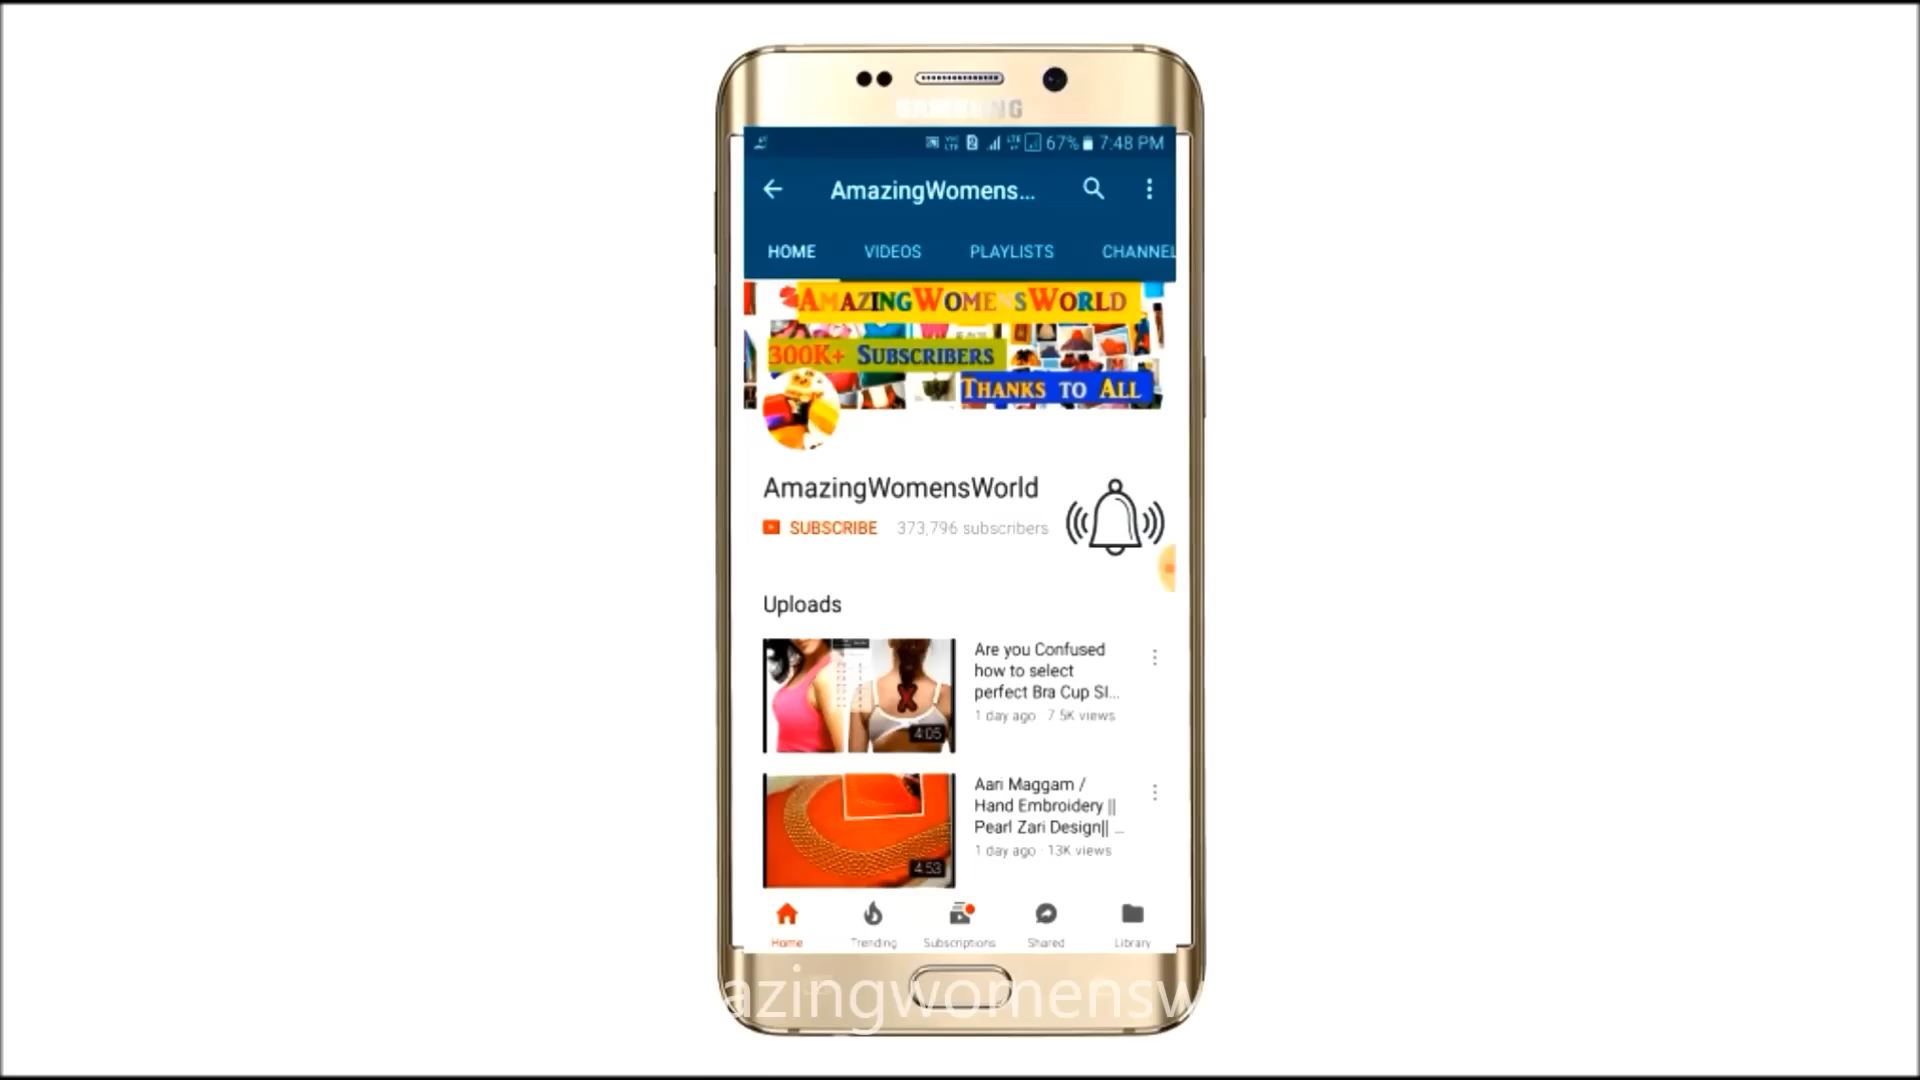 SAMSUNG
67% 7:48 PM
AmazingWomens...
HOME VIDEOS PLAYLISTS CHANNEL
AMAZINGWOMENSWORLD
300K+ SUBSCRIBERS
THANKS TO ALL
AmazingWomensWorld
SUBSCRIBE 373,796 subscribers
Uploads
Are you Confused
how to select
perfect Bra Cup SI...
1 day ago · 7.5K views
4:05
Aari Maggam /
Hand Embroidery ||
Pearl Zari Design|| ...
1 day ago · 13K views
4:53
Home Trending Subscriptions Shared Library
azingwomensw